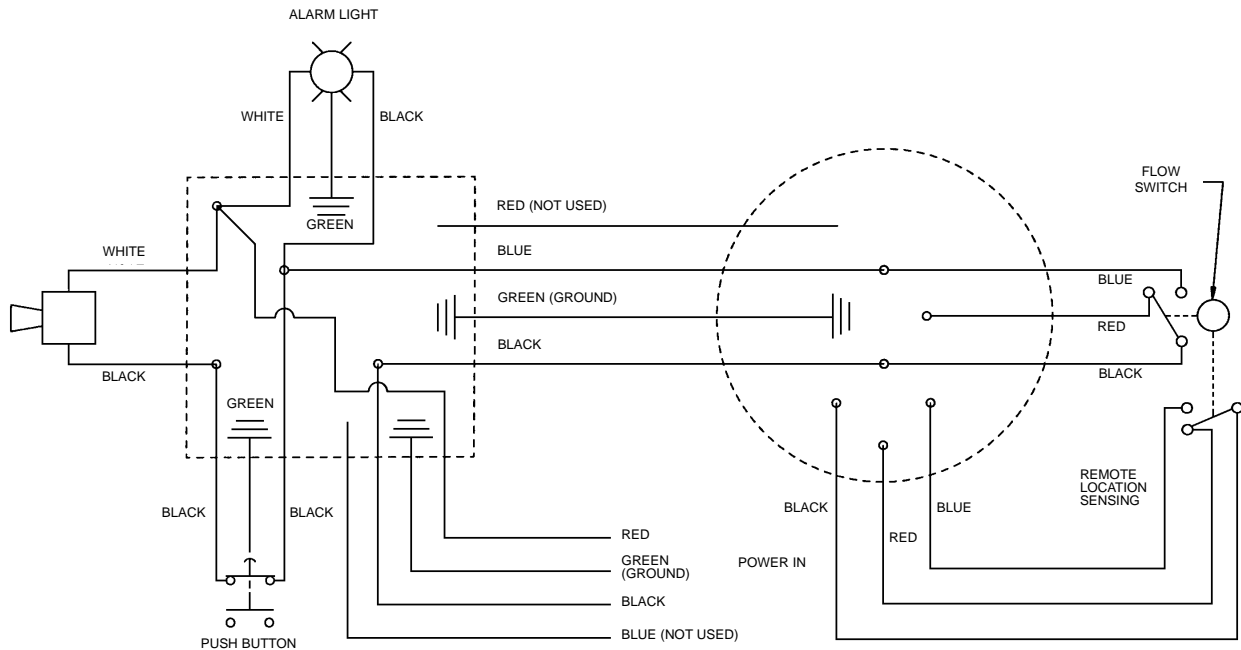 ALARM LIGHT
WHITE
BLACK
FLOW
SWITCH
RED (NOT USED)
GREEN
WHITE
BLUE
BLUE
GREEN (GROUND)
RED
BLACK
BLACK
BLACK
GREEN
REMOTE
LOCATION
SENSING
BLACK
BLACK
BLACK
BLUE
RED
RED
GREEN
(GROUND)
POWER IN
BLACK
BLUE (NOT USED)
PUSH BUTTON